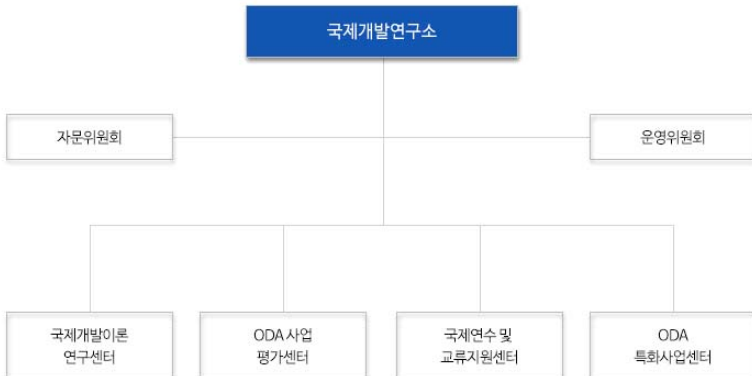 국제개발연구소
자문위원회
운영위원회
국제개발이론
연구센터
ODA 사업
평가센터
국제연수 및
교류지원센터
ODA
특화사업센터